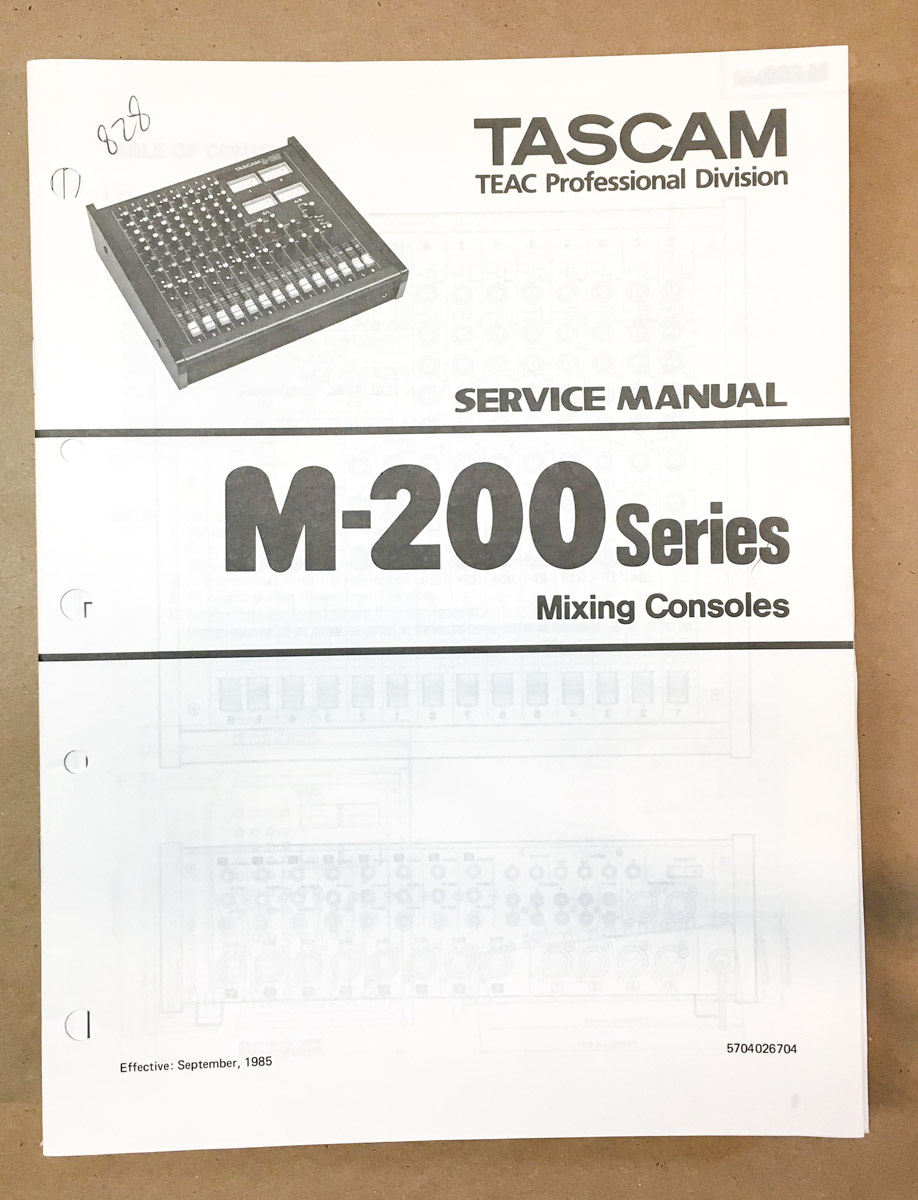 828
TASCAM
TEAC Professional Division
SERVICE MANUAL
M-200 Series
Mixing Consoles
Effective: September, 1985
5704026704